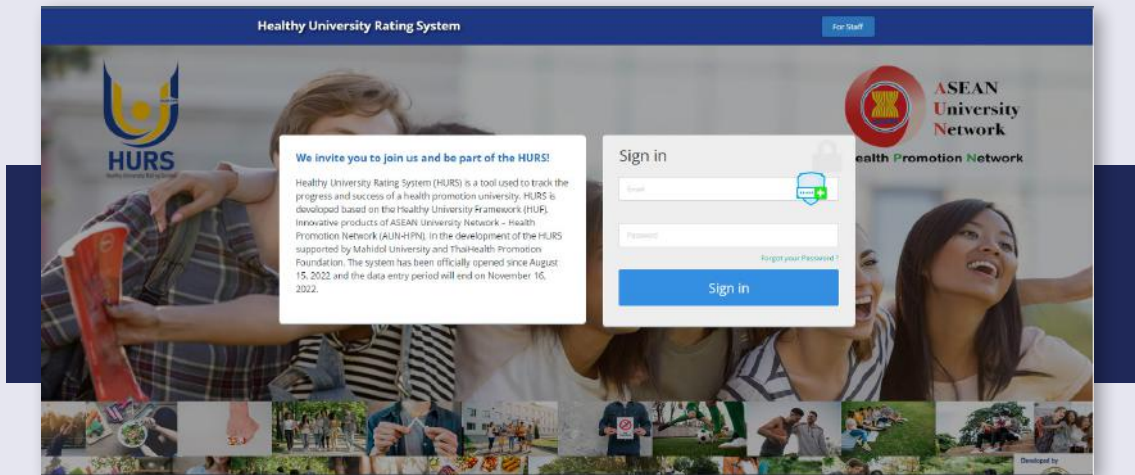 Healthy University Rating System
For Staff
HURS
Healthy University Rating System
ASEAN
University
Network
ealth Promotion Network
We invite you to join us and be part of the HURS!
Healthy University Rating System (HURS) is a tool used to track the
progress and success of a health promotion university. HURS is
developed based on the Healthy University Framework (HUF).
Innovative products of ASEAN University Network – Health
Promotion Network (AUN-HPN). In the development of the HURS
supported by Mahidol University and ThaiHealth Promotion
Foundation. The system has been officially opened since August
15, 2022 and the data entry period will end on November 16,
2022.
Sign in
Email
Password
Forgot your Password ?
Sign in
Developed by